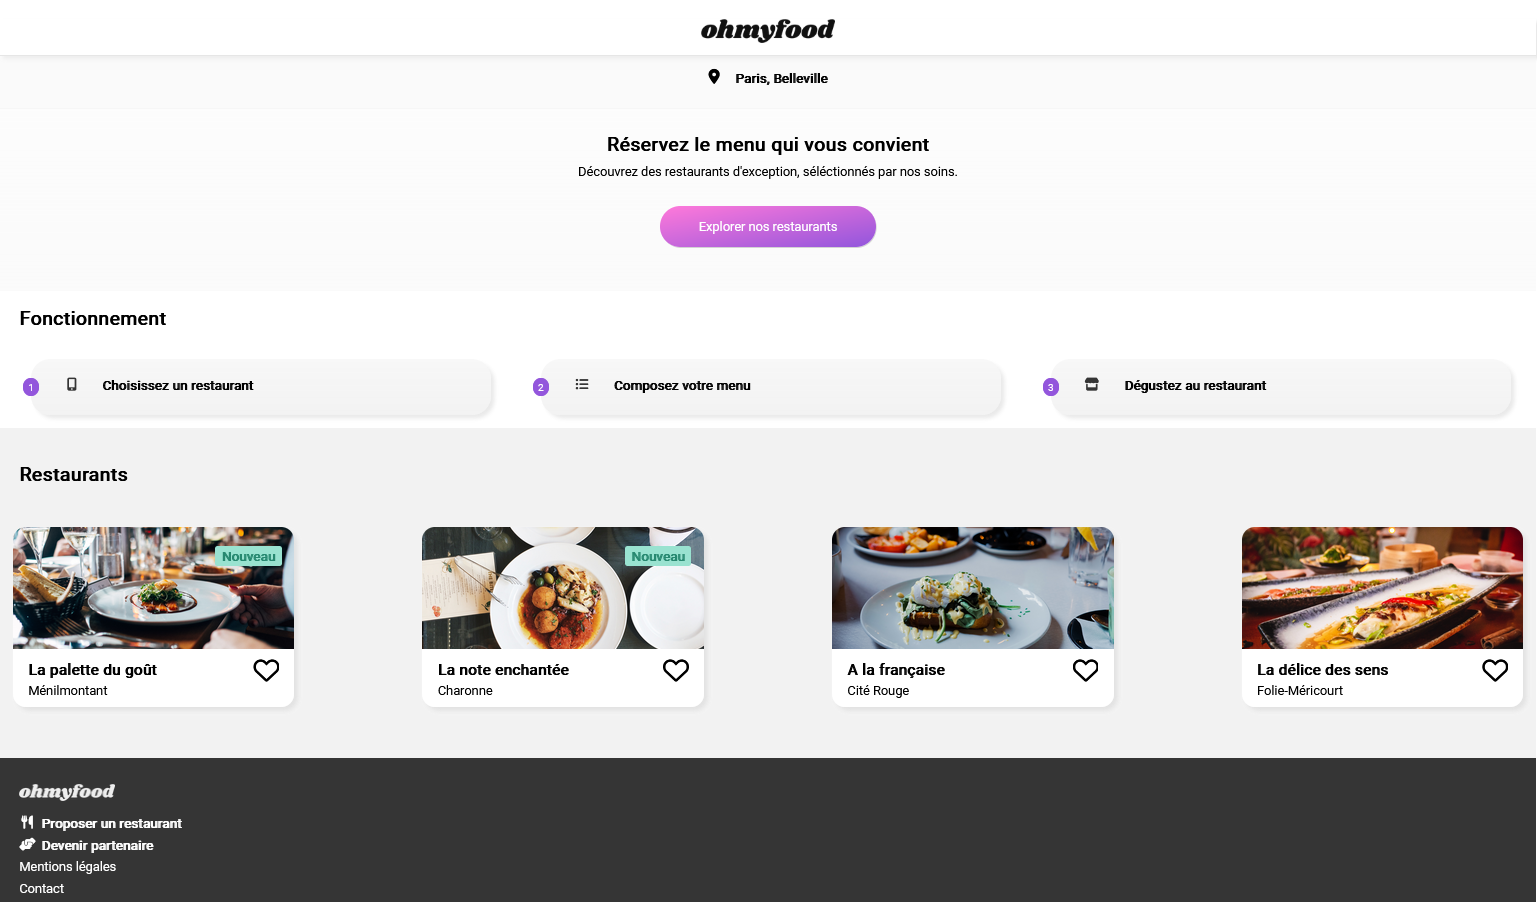 ohmyfood
Paris, Belleville
Réservez le menu qui vous convient
Découvrez des restaurants d'exception, séléctionnés par nos soins.
Explorer nos restaurants
Fonctionnement
1 Choisissez un restaurant
2 Composez votre menu
3 Dégustez au restaurant
Restaurants
Nouveau
La palette du goût
Ménilmontant
Nouveau
La note enchantée
Charonne
A la française
Cité Rouge
La délice des sens
Folie-Méricourt
ohmyfood
Proposer un restaurant
Devenir partenaire
Mentions légales
Contact